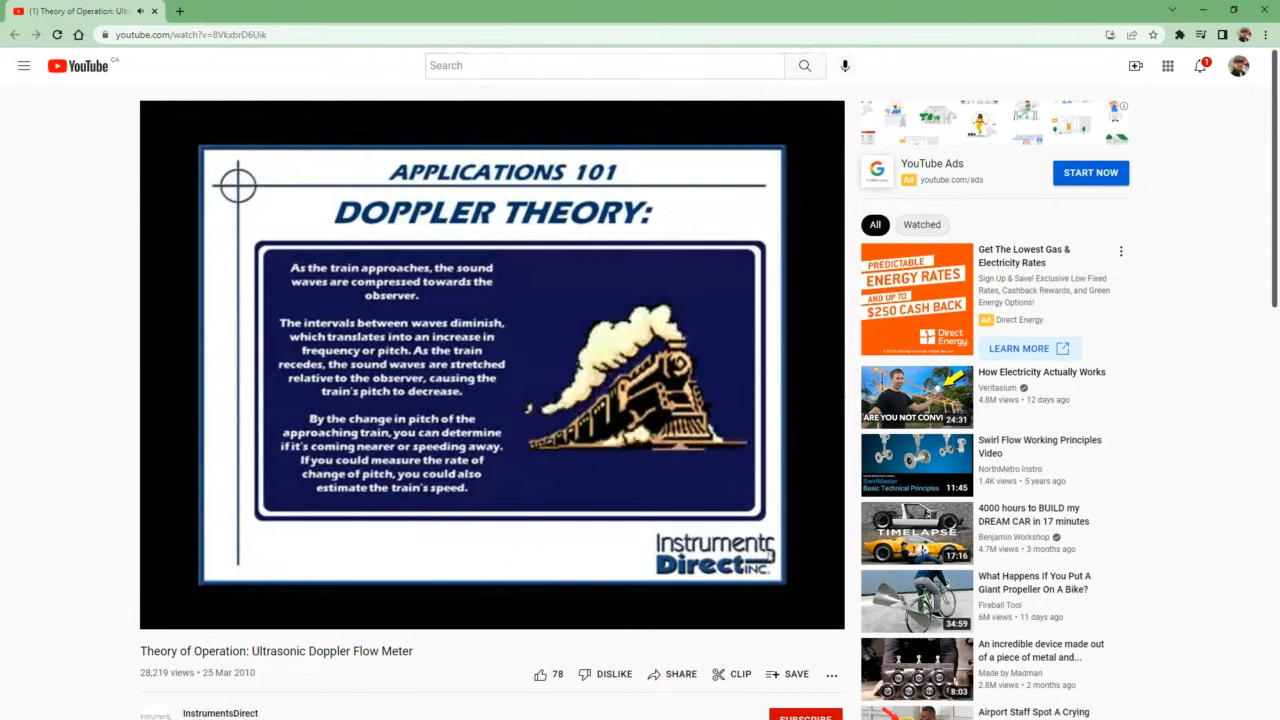 (1) Theory of Operation: Ultr
youtube.com/watch?v=8VkxbrD6Uik
YouTube CA
Search
1
APPLICATIONS 101
DOPPLER THEORY:
As the train approaches, the sound
waves are compressed towards the
observer.
The intervals between waves diminish,
which translates into an increase in
frequency or pitch. As the train
recedes, the sound waves are stretched
relative to the observer, causing the
train's pitch to decrease.
By the change in pitch of the
approaching train, you can determine
if it's coming nearer or speeding away.
If you could measure the rate of
change of pitch, you could also
estimate the train's speed.
Instruments
Direct INC.
Theory of Operation: Ultrasonic Doppler Flow Meter
28,219 views • 25 Mar 2010
78
DISLIKE
SHARE
CLIP
SAVE
InstrumentsDirect
SUBSCRIBE
YouTube Ads
Ad youtube.com/ads
START NOW
All
Watched
PREDICTABLE
ENERGY RATES
AND UP TO
$250 CASH BACK
Direct
Energy
Get The Lowest Gas &
Electricity Rates
Sign Up & Save! Exclusive Low Fixed
Rates, Cashback Rewards, and Green
Energy Options!
Ad Direct Energy
LEARN MORE
ARE YOU NOT CONVI
24:31
How Electricity Actually Works
Veritasium
4.8M views • 12 days ago
SwirlMaster
Basic Technical Principles
11:45
Swirl Flow Working Principles
Video
NorthMetro Instro
1.4K views • 5 years ago
TIMELAPSE
17:16
4000 hours to BUILD my
DREAM CAR in 17 minutes
Benjamin Workshop
4.7M views • 3 months ago
34:59
What Happens If You Put A
Giant Propeller On A Bike?
Fireball Tool
6M views • 11 days ago
8:03
An incredible device made out
of a piece of metal and...
Made by Madman
2.8M views • 2 months ago
Airport Staff Spot A Crying